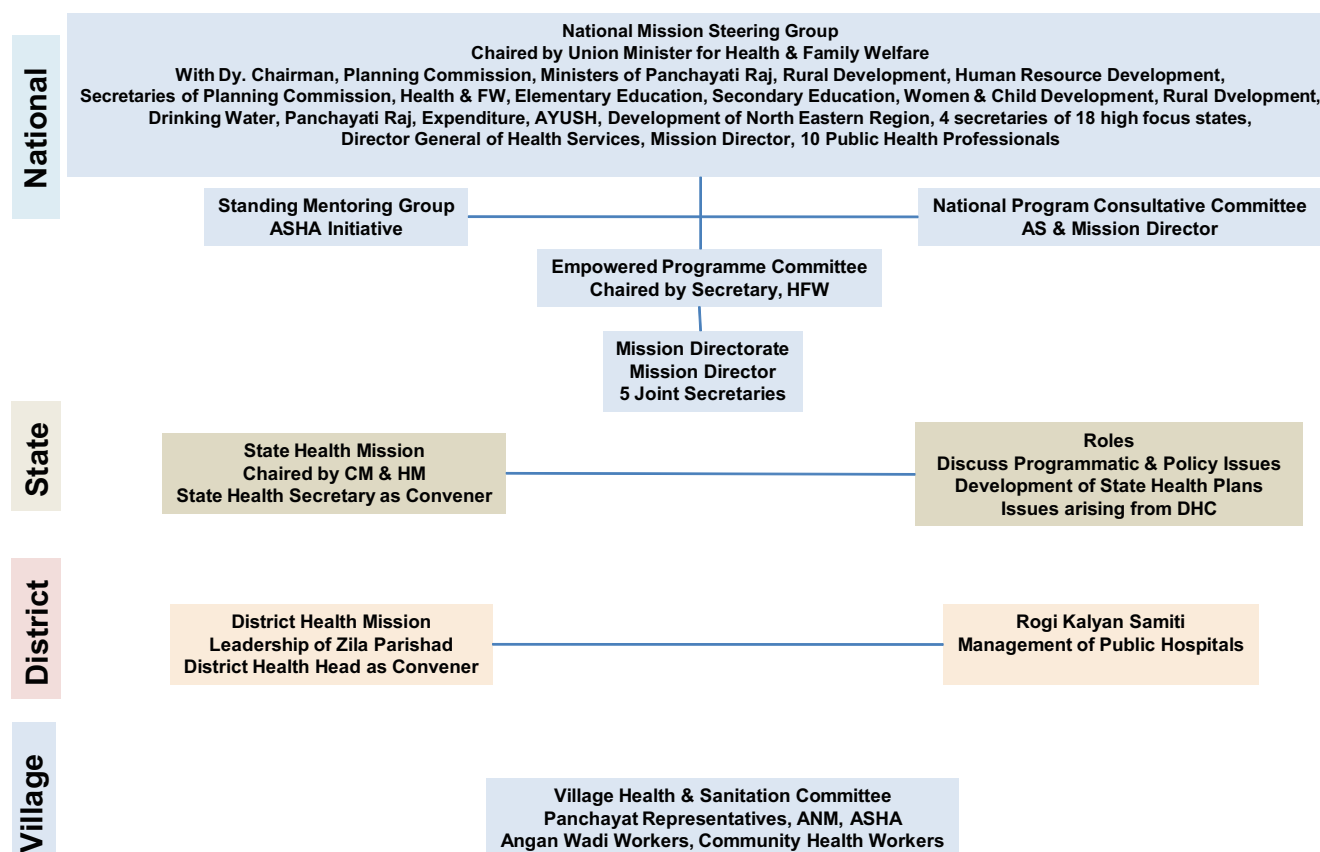 National
National Mission Steering Group
Chaired by Union Minister for Health & Family Welfare
With Dy. Chairman, Planning Commission, Ministers of Panchayati Raj, Rural Development, Human Resource Development,
Secretaries of Planning Commission, Health & FW, Elementary Education, Secondary Education, Women & Child Development, Rural Dvelopment,
Drinking Water, Panchayati Raj, Expenditure, AYUSH, Development of North Eastern Region, 4 secretaries of 18 high focus states,
Director General of Health Services, Mission Director, 10 Public Health Professionals
Standing Mentoring Group
ASHA Initiative
National Program Consultative Committee
AS & Mission Director
Empowered Programme Committee
Chaired by Secretary, HFW
Mission Directorate
Mission Director
5 Joint Secretaries
State
State Health Mission
Chaired by CM & HM
State Health Secretary as Convener
Roles
Discuss Programmatic & Policy Issues
Development of State Health Plans
Issues arising from DHC
District
District Health Mission
Leadership of Zila Parishad
District Health Head as Convener
Rogi Kalyan Samiti
Management of Public Hospitals
Village
Village Health & Sanitation Committee
Panchayat Representatives, ANM, ASHA
Angan Wadi Workers, Community Health Workers